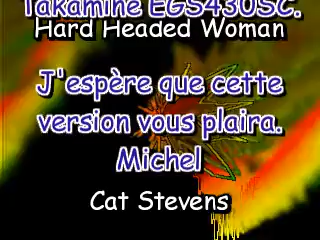 Takamine EGS430SC.
Hard Headed Woman
J'espère que cette
version vous plaira.
Michel
Cat Stevens